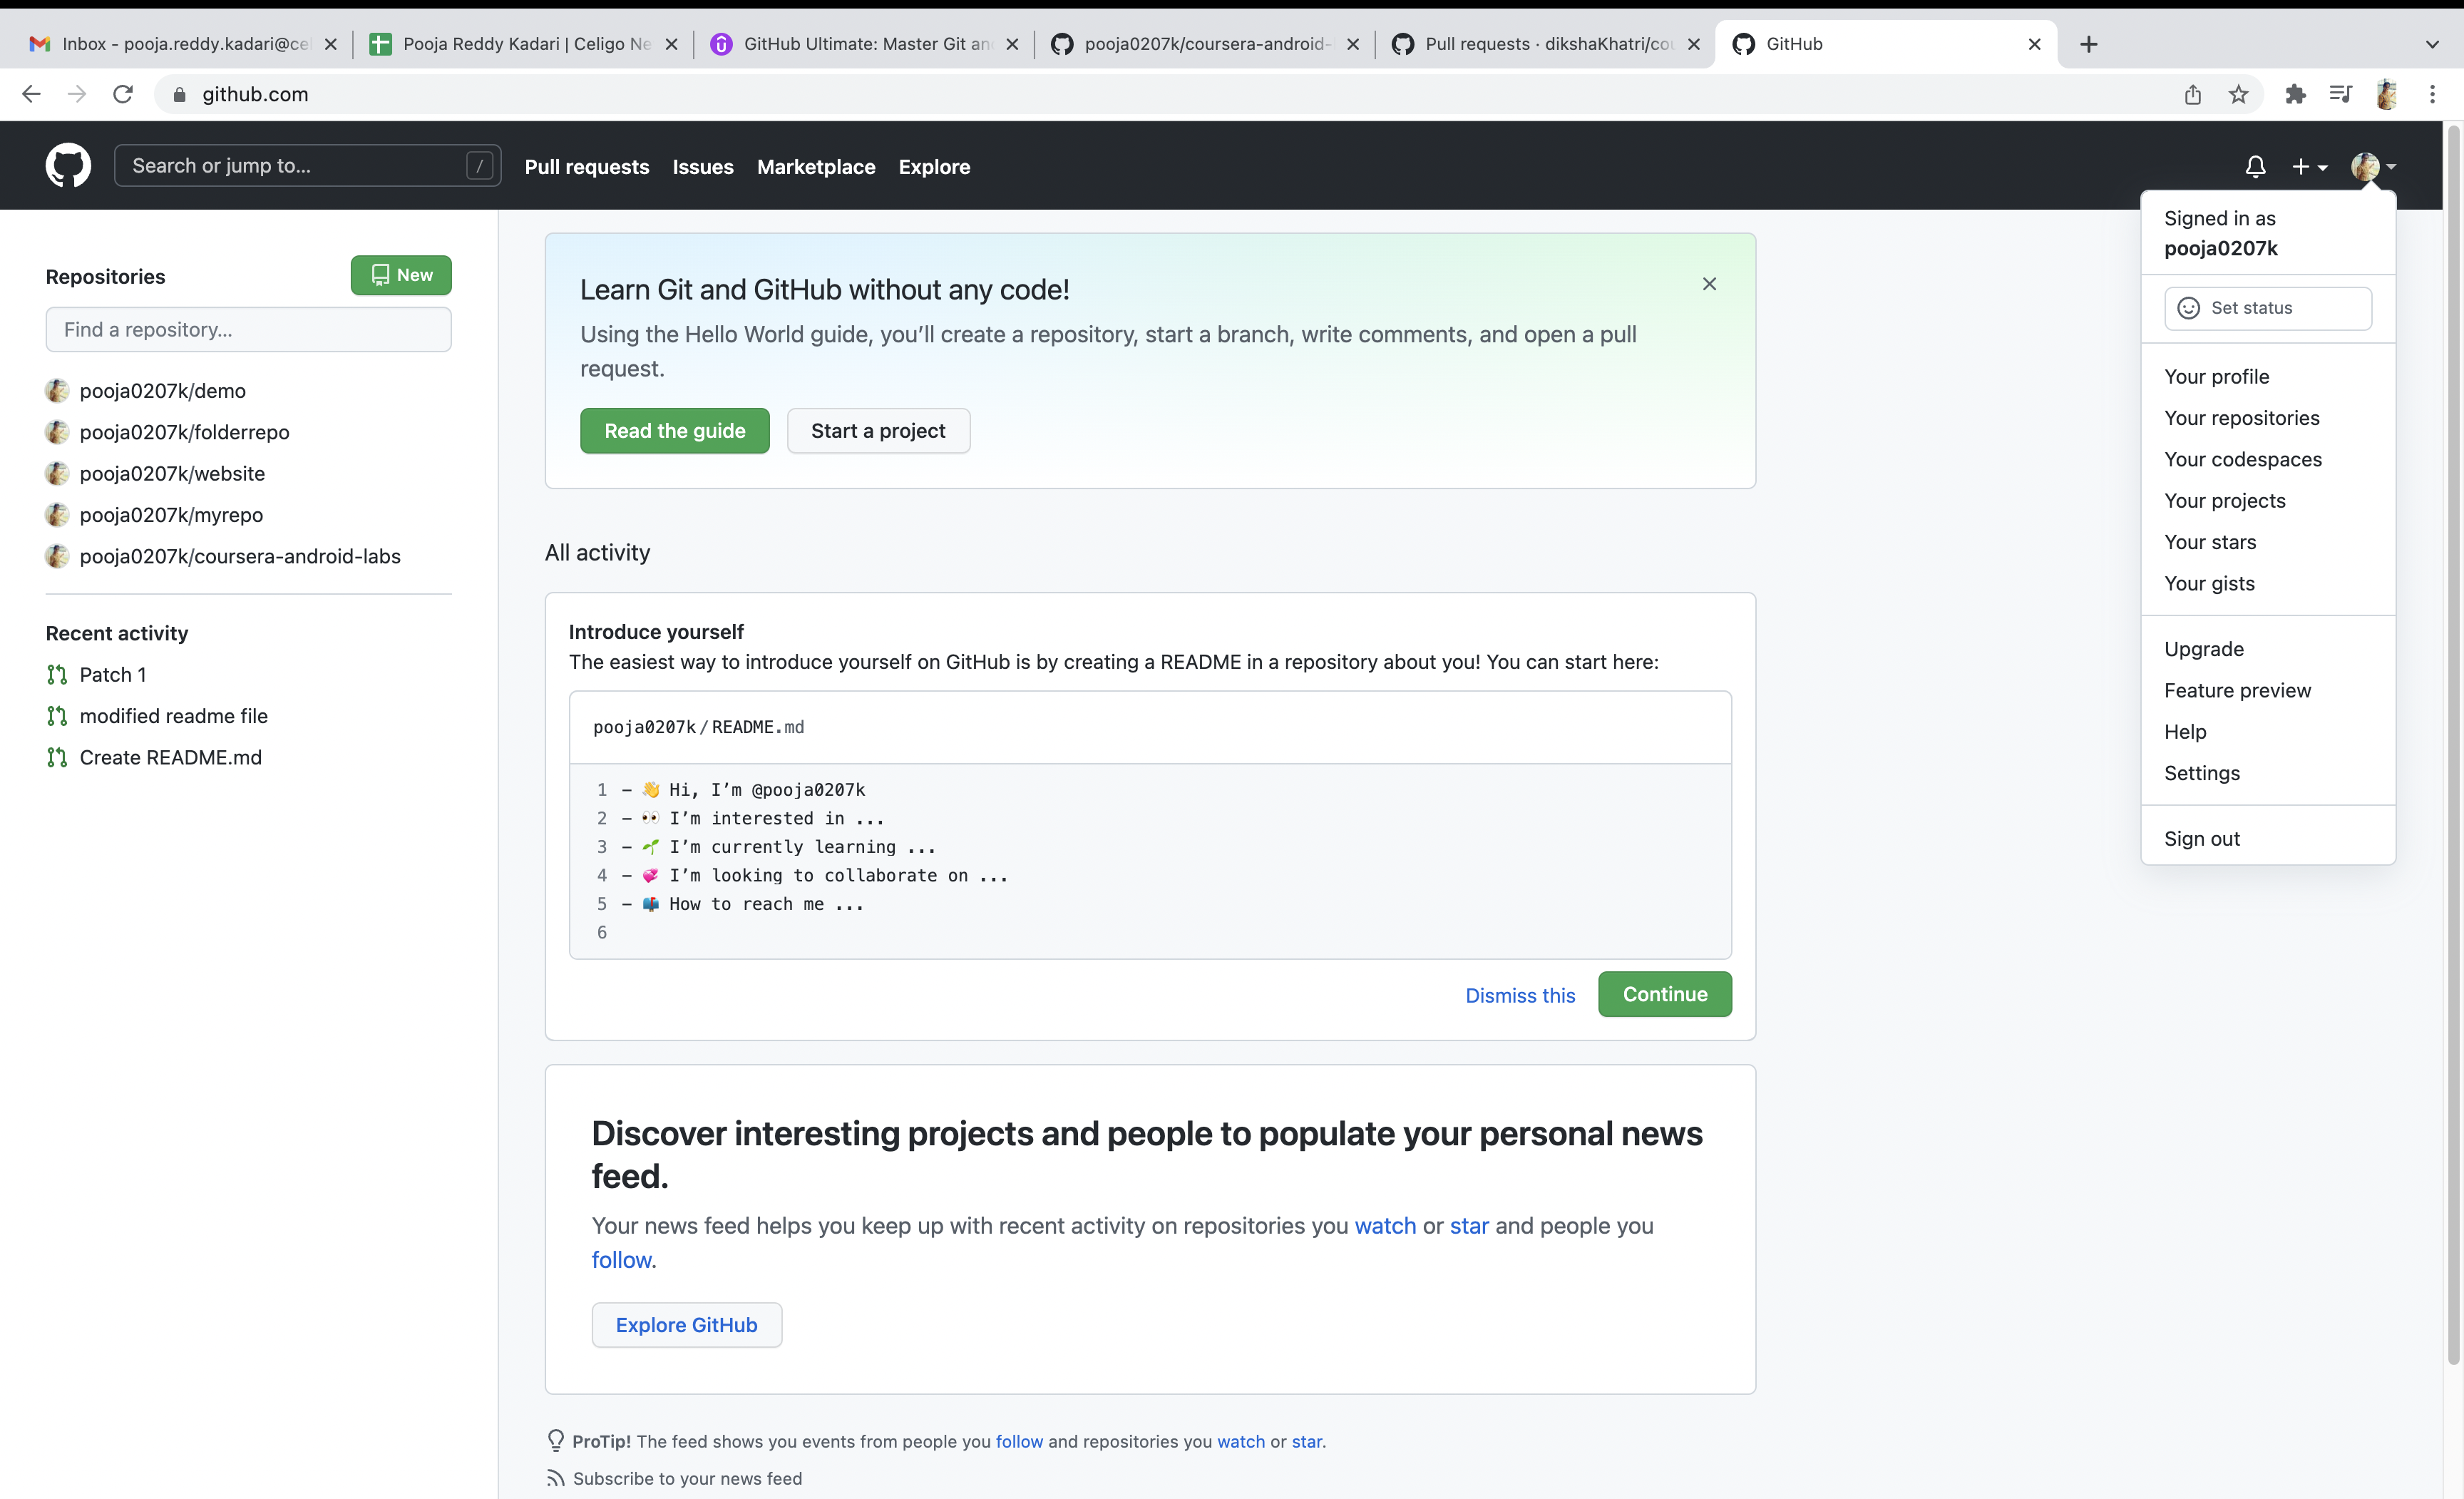 Inbox - pooja.reddy.kadari@cel
Pooja Reddy Kadari | Celigo Ne
GitHub Ultimate: Master Git an
pooja0207k/coursera-android-
Pull requests · dikshaKhatri/cou
GitHub
github.com
Search or jump to... /
Pull requests
Issues
Marketplace
Explore
Signed in as
pooja0207k
Set status
Your profile
Your repositories
Your codespaces
Your projects
Your stars
Your gists
Upgrade
Feature preview
Help
Settings
Sign out
Repositories
New
Find a repository...
pooja0207k/demo
pooja0207k/folderrepo
pooja0207k/website
pooja0207k/myrepo
pooja0207k/coursera-android-labs
Recent activity
Patch 1
modified readme file
Create README.md
Learn Git and GitHub without any code!
Using the Hello World guide, you’ll create a repository, start a branch, write comments, and open a pull
request.
Read the guide
Start a project
All activity
Introduce yourself
The easiest way to introduce yourself on GitHub is by creating a README in a repository about you! You can start here:
pooja0207k/README.md
1 - 👋 Hi, I’m @pooja0207k
2 - 👀 I’m interested in ...
3 - 🌱 I’m currently learning ...
4 - 💞️ I’m looking to collaborate on ...
5 - 📫 How to reach me ...
6
Dismiss this
Continue
Discover interesting projects and people to populate your personal news
feed.
Your news feed helps you keep up with recent activity on repositories you watch or star and people you
follow.
Explore GitHub
ProTip! The feed shows you events from people you follow and repositories you watch or star.
Subscribe to your news feed